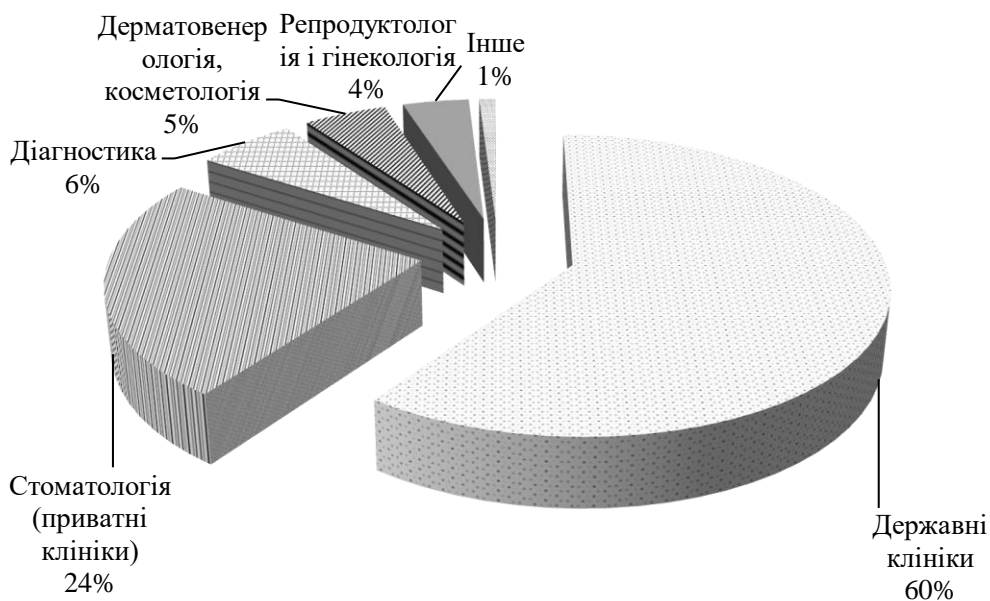 Дерматовенер
ологія,
косметологія
5%
Репродуктолог
ія і гінекологія
4%
Інше
1%
Діагностика
6%
Стоматологія
(приватні
клініки)
24%
Державні
клініки
60%